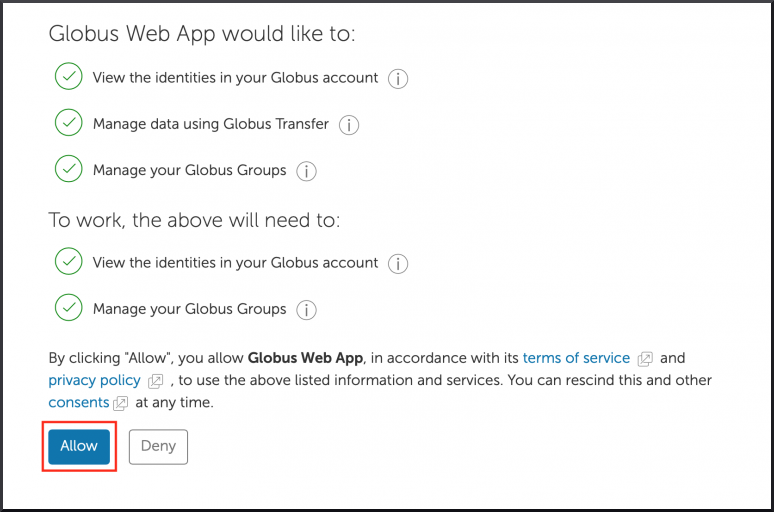 Globus Web App would like to:
View the identities in your Globus account
Manage data using Globus Transfer
Manage your Globus Groups
To work, the above will need to:
View the identities in your Globus account
Manage your Globus Groups
By clicking "Allow", you allow Globus Web App, in accordance with its terms of service and
privacy policy , to use the above listed information and services. You can rescind this and other
consents at any time.
Allow Deny